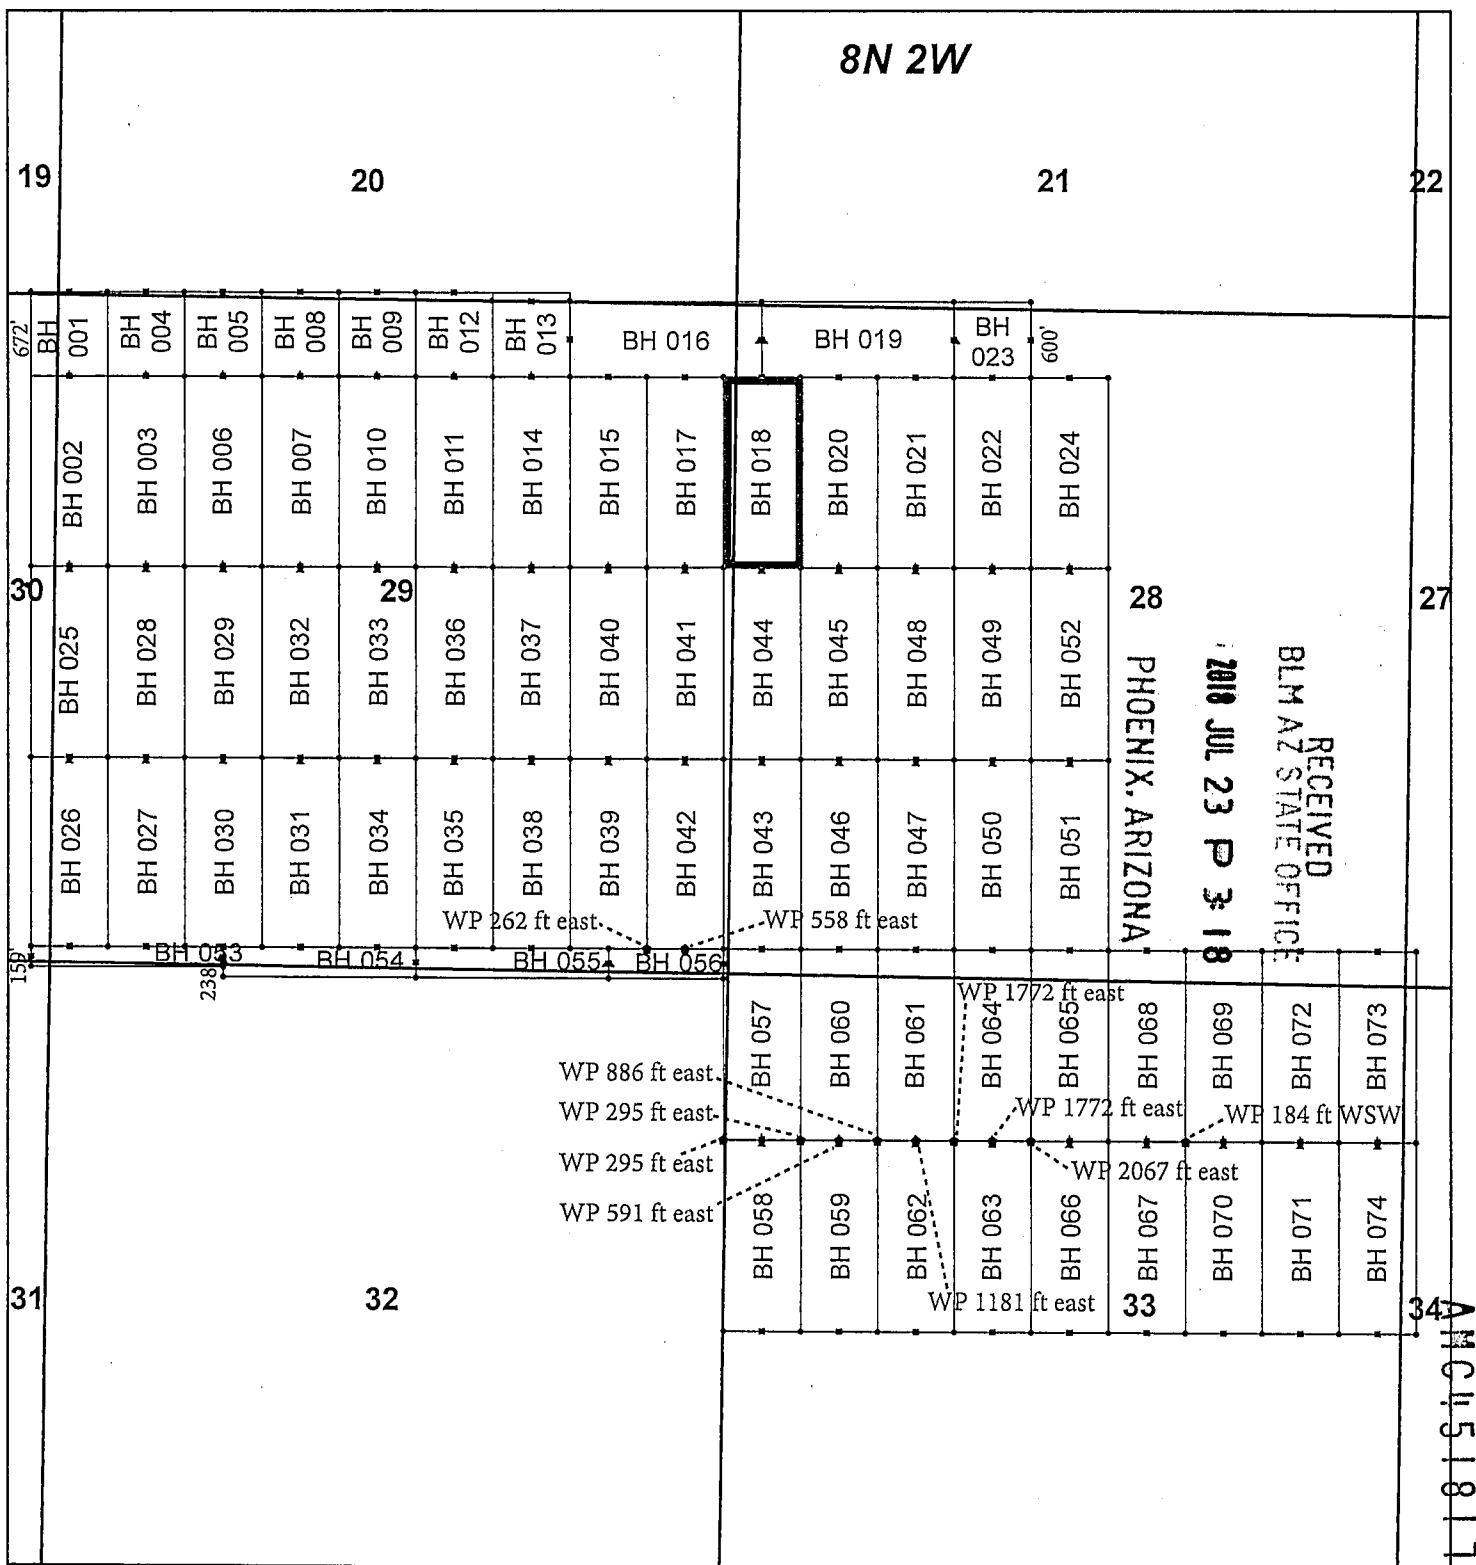 8N 2W
19
20
21
22
672'
BH 001
BH 004
BH 005
BH 008
BH 009
BH 012
BH 013
BH 016
BH 019
BH 023
600'
BH 002
BH 003
BH 006
BH 007
BH 010
BH 011
BH 014
BH 015
BH 017
BH 018
BH 020
BH 021
BH 022
BH 024
30
29
28
27
BH 025
BH 028
BH 029
BH 032
BH 033
BH 036
BH 037
BH 040
BH 041
BH 044
BH 045
BH 048
BH 049
BH 052
RECEIVED
BLM AZ STATE OFFICE
2018 JUL 23 P 3:18
PHOENIX, ARIZONA
BH 026
BH 027
BH 030
BH 031
BH 034
BH 035
BH 038
BH 039
BH 042
BH 043
BH 046
BH 047
BH 050
BH 051
WP 262 ft east
WP 558 ft east
159'
BH 053
238'
BH 054
BH 055
BH 056
WP 1772 ft east
BH 057
BH 060
BH 061
BH 064
BH 065
BH 068
BH 069
BH 072
BH 073
WP 886 ft east
WP 295 ft east
WP 1772 ft east
WP 184 ft WSW
WP 295 ft east
WP 2067 ft east
WP 591 ft east
BH 058
BH 059
BH 062
BH 063
BH 066
BH 067
BH 070
BH 071
BH 074
WP 1181 ft east
31
32
33
34
AMC451817